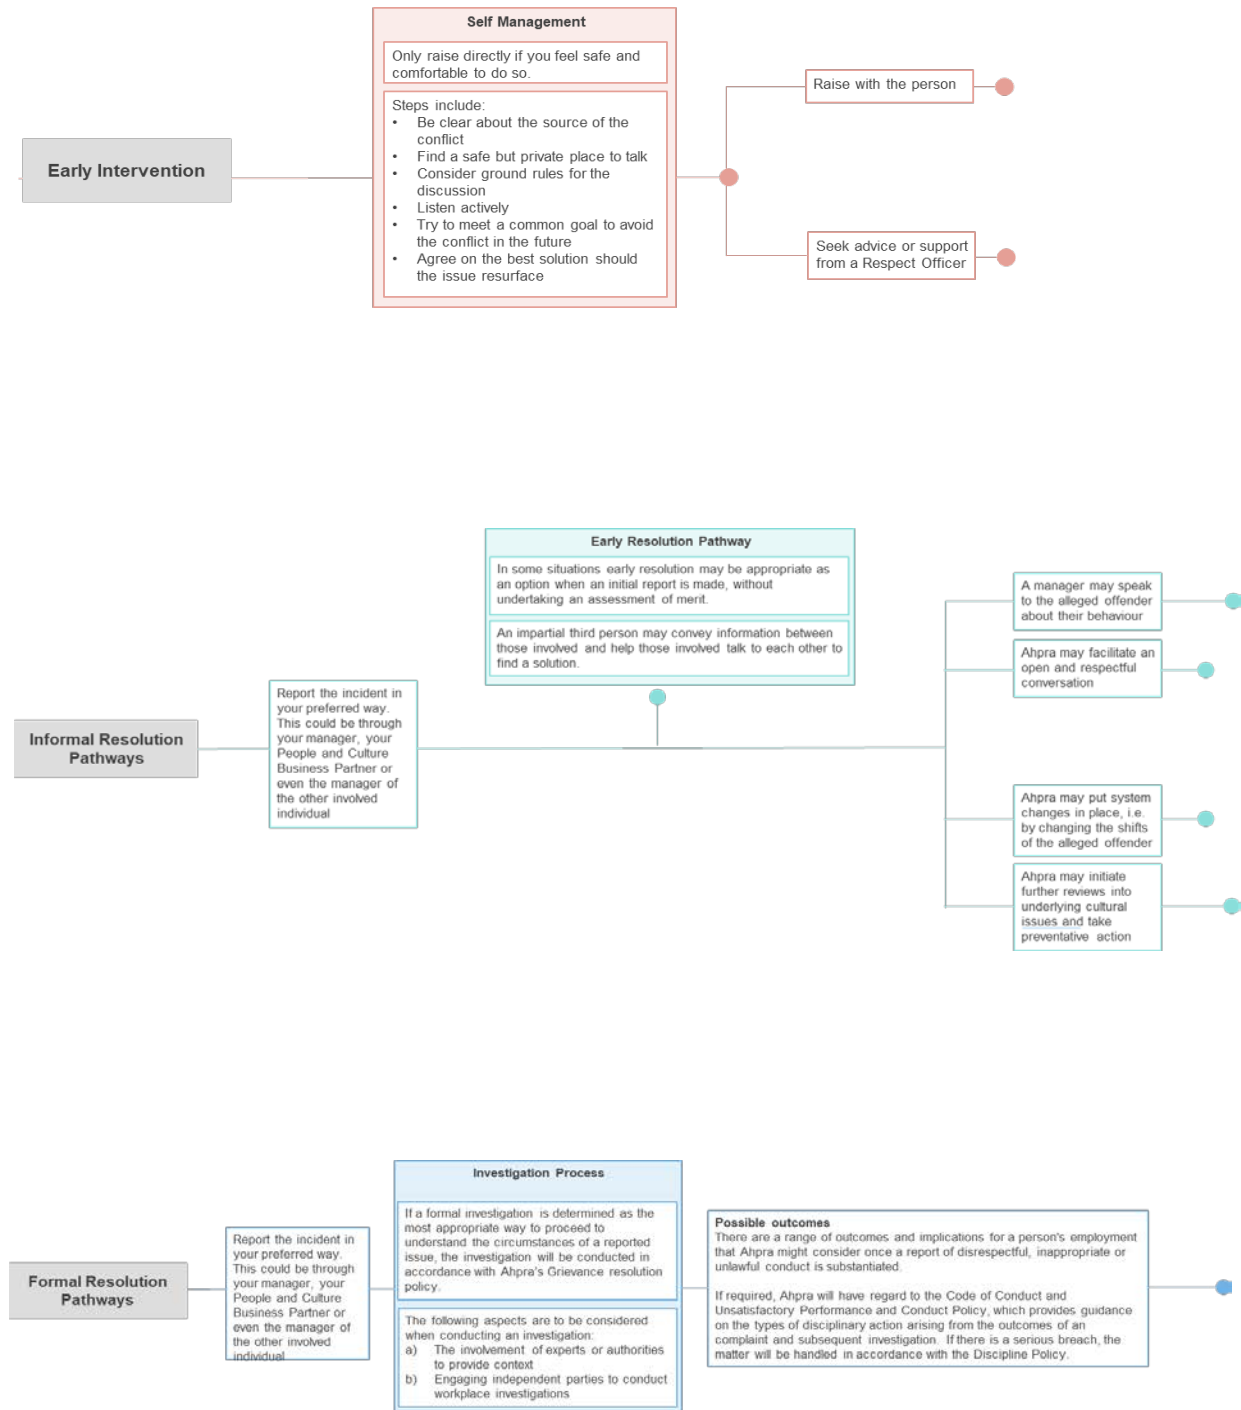 Self Management
Only raise directly if you feel safe and
comfortable to do so.
Steps include:
• Be clear about the source of the
conflict
• Find a safe but private place to talk
• Consider ground rules for the
discussion
• Listen actively
• Try to meet a common goal to avoid
the conflict in the future
• Agree on the best solution should
the issue resurface
Early Intervention
Raise with the person
Seek advice or support
from a Respect Officer
Early Resolution Pathway
In some situations early resolution may be appropriate as
an option when an initial report is made, without
undertaking an assessment of merit.
An impartial third person may convey information between
those involved and help those involved talk to each other to
find a solution.
Informal Resolution
Pathways
Report the incident in
your preferred way.
This could be through
your manager, your
People and Culture
Business Partner or
even the manager of
the other involved
individual
A manager may speak
to the alleged offender
about their behaviour
Ahpra may facilitate an
open and respectful
conversation
Ahpra may put system
changes in place, i.e.
by changing the shifts
of the alleged offender
Ahpra may initiate
further reviews into
underlying cultural
issues and take
preventative action
Formal Resolution
Pathways
Report the incident in
your preferred way.
This could be through
your manager, your
People and Culture
Business Partner or
even the manager of
the other involved
individual
Investigation Process
If a formal investigation is determined as the
most appropriate way to proceed to
understand the circumstances of a reported
issue, the investigation will be conducted in
accordance with Ahpra's Grievance resolution
policy.
The following aspects are to be considered
when conducting an investigation:
a) The involvement of experts or authorities
to provide context
b) Engaging independent parties to conduct
workplace investigations
Possible outcomes
There are a range of outcomes and implications for a person's employment
that Ahpra might consider once a report of disrespectful, inappropriate or
unlawful conduct is substantiated.
If required, Ahpra will have regard to the Code of Conduct and
Unsatisfactory Performance and Conduct Policy, which provides guidance
on the types of disciplinary action arising from the outcomes of an
complaint and subsequent investigation. If there is a serious breach, the
matter will be handled in accordance with the Discipline Policy.